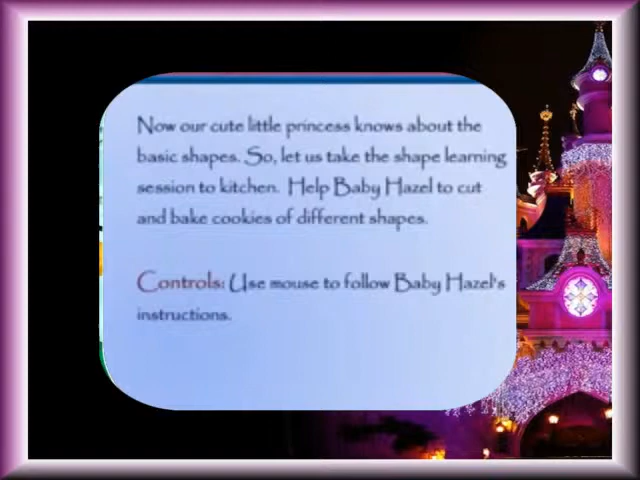 Now our cute little princess knows about the
basic shapes. So, let us take the shape learning
session to kitchen. Help Baby Hazel to cut
and bake cookies of different shapes.
Controls: Use mouse to follow Baby Hazel's
instructions.